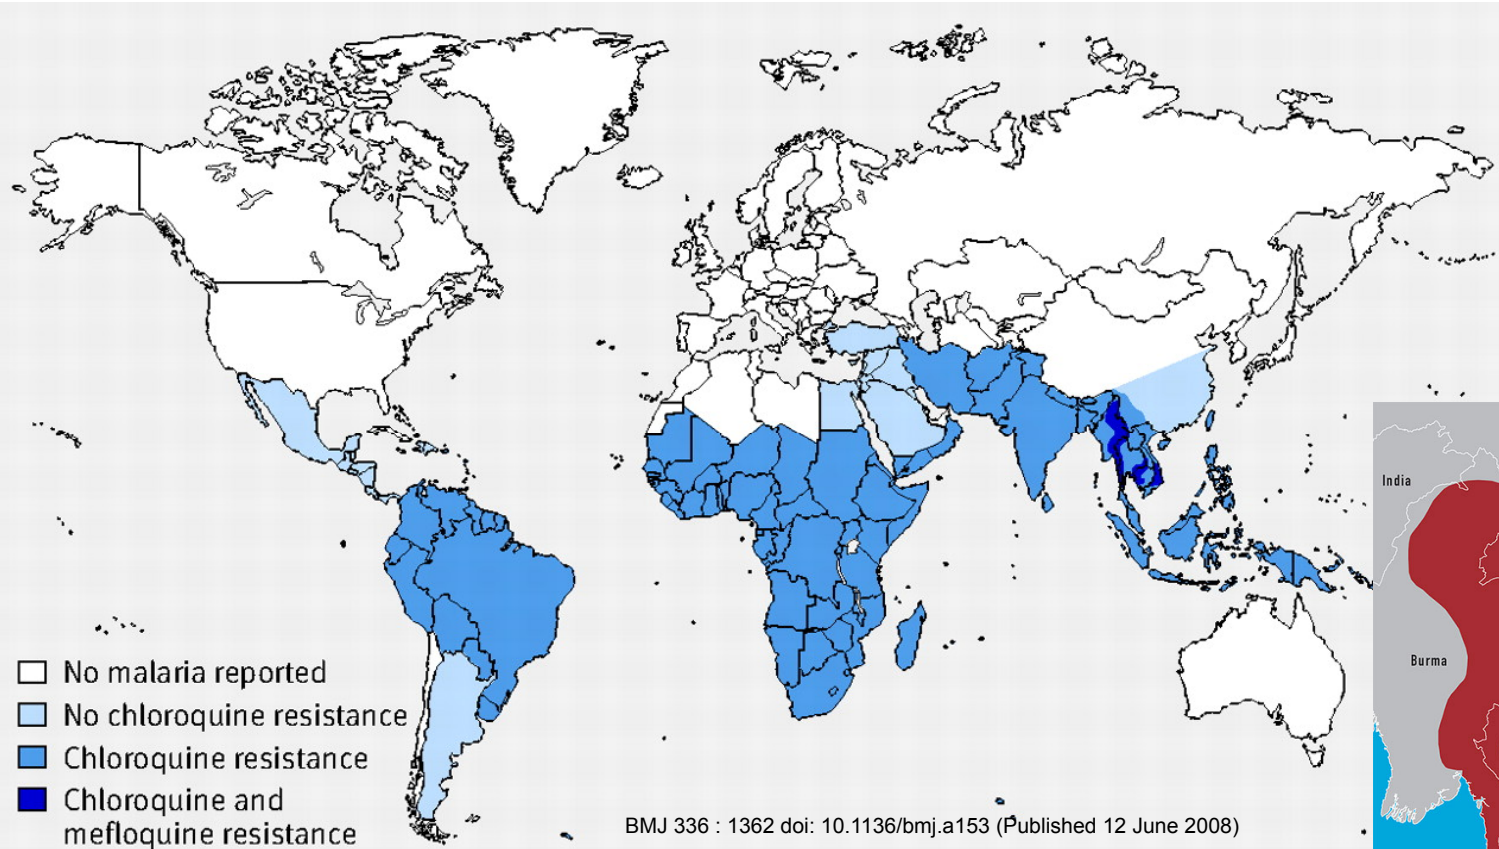 No malaria reported
No chloroquine resistance
Chloroquine resistance
Chloroquine and
mefloquine resistance
BMJ 336 : 1362 doi: 10.1136/bmj.a153 (Published 12 June 2008)
India
Burma